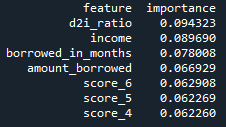 feature importance
d2i_ratio 0.094323
income 0.089690
borrowed_in_months 0.078008
amount_borrowed 0.066929
score_6 0.062908
score_5 0.062269
score_4 0.062260